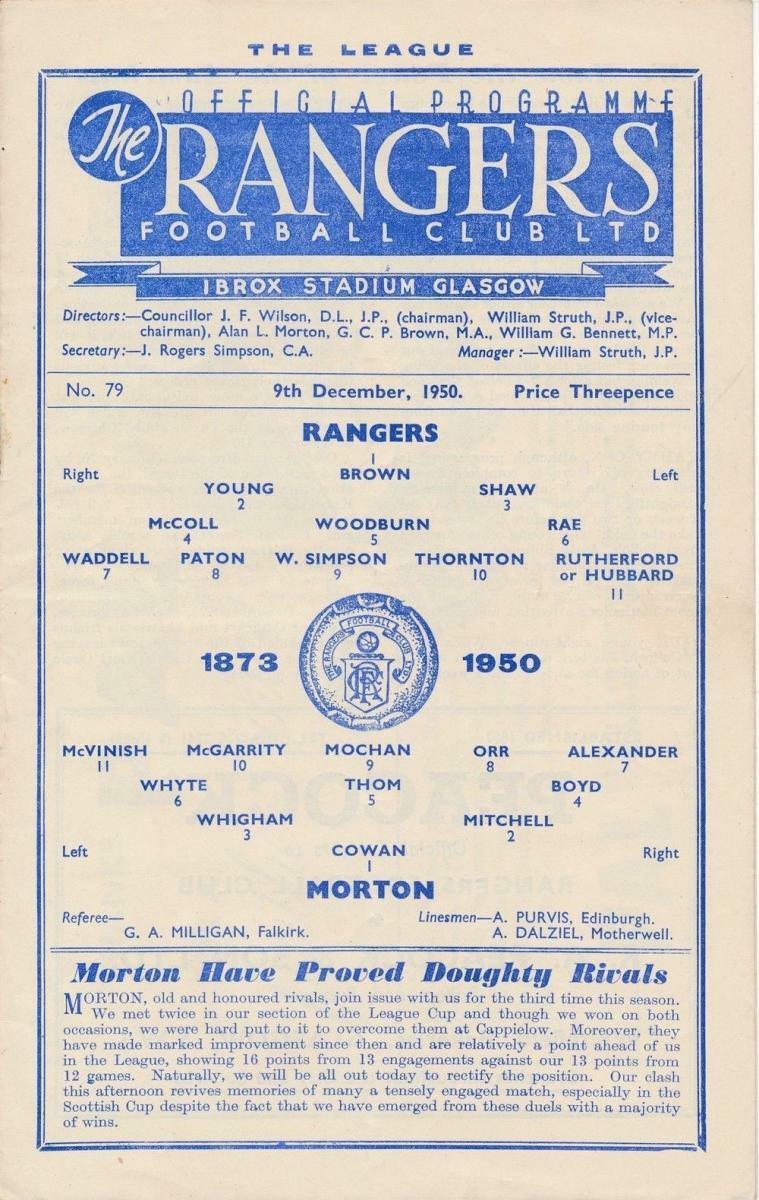 THE LEAGUE
OFFICIAL PROGRAMME
The RANGERS
FOOTBALL CLUB LTD
IBROX STADIUM GLASGOW
Directors:—Councillor J. F. Wilson, D.L., J.P., (chairman), William Struth, J.P., (vice-
chairman), Alan L. Morton, G. C. P. Brown, M.A., William G. Bennett, M.P.
Secretary:—J. Rogers Simpson, C.A. Manager:—William Struth, J.P.
No. 79 9th December, 1950. Price Threepence
RANGERS
1
Right BROWN Left
YOUNG SHAW
2 3
McCOLL WOODBURN RAE
4 5 6
WADDELL PATON W. SIMPSON THORNTON RUTHERFORD
7 8 9 10 or HUBBARD
11
THE RANGERS FOOTBALL CLUB LTD.
1873 1950
McVINISH McGARRITY MOCHAN ORR ALEXANDER
11 10 9 8 7
WHYTE THOM BOYD
6 5 4
WHIGHAM MITCHELL
3 2
Left COWAN Right
1
MORTON
Referee— Linesmen—A. PURVIS, Edinburgh.
G. A. MILLIGAN, Falkirk. A. DALZIEL, Motherwell.
Morton Have Proved Doughty Rivals
MORTON, old and honoured rivals, join issue with us for the third time this season.
We met twice in our section of the League Cup and though we won on both
occasions, we were hard put to it to overcome them at Cappielow. Moreover, they
have made marked improvement since then and are relatively a point ahead of us
in the League, showing 16 points from 13 engagements against our 13 points from
12 games. Naturally, we will be all out today to rectify the position. Our clash
this afternoon revives memories of many a tensely engaged match, especially in the
Scottish Cup despite the fact that we have emerged from these duels with a majority
of wins.